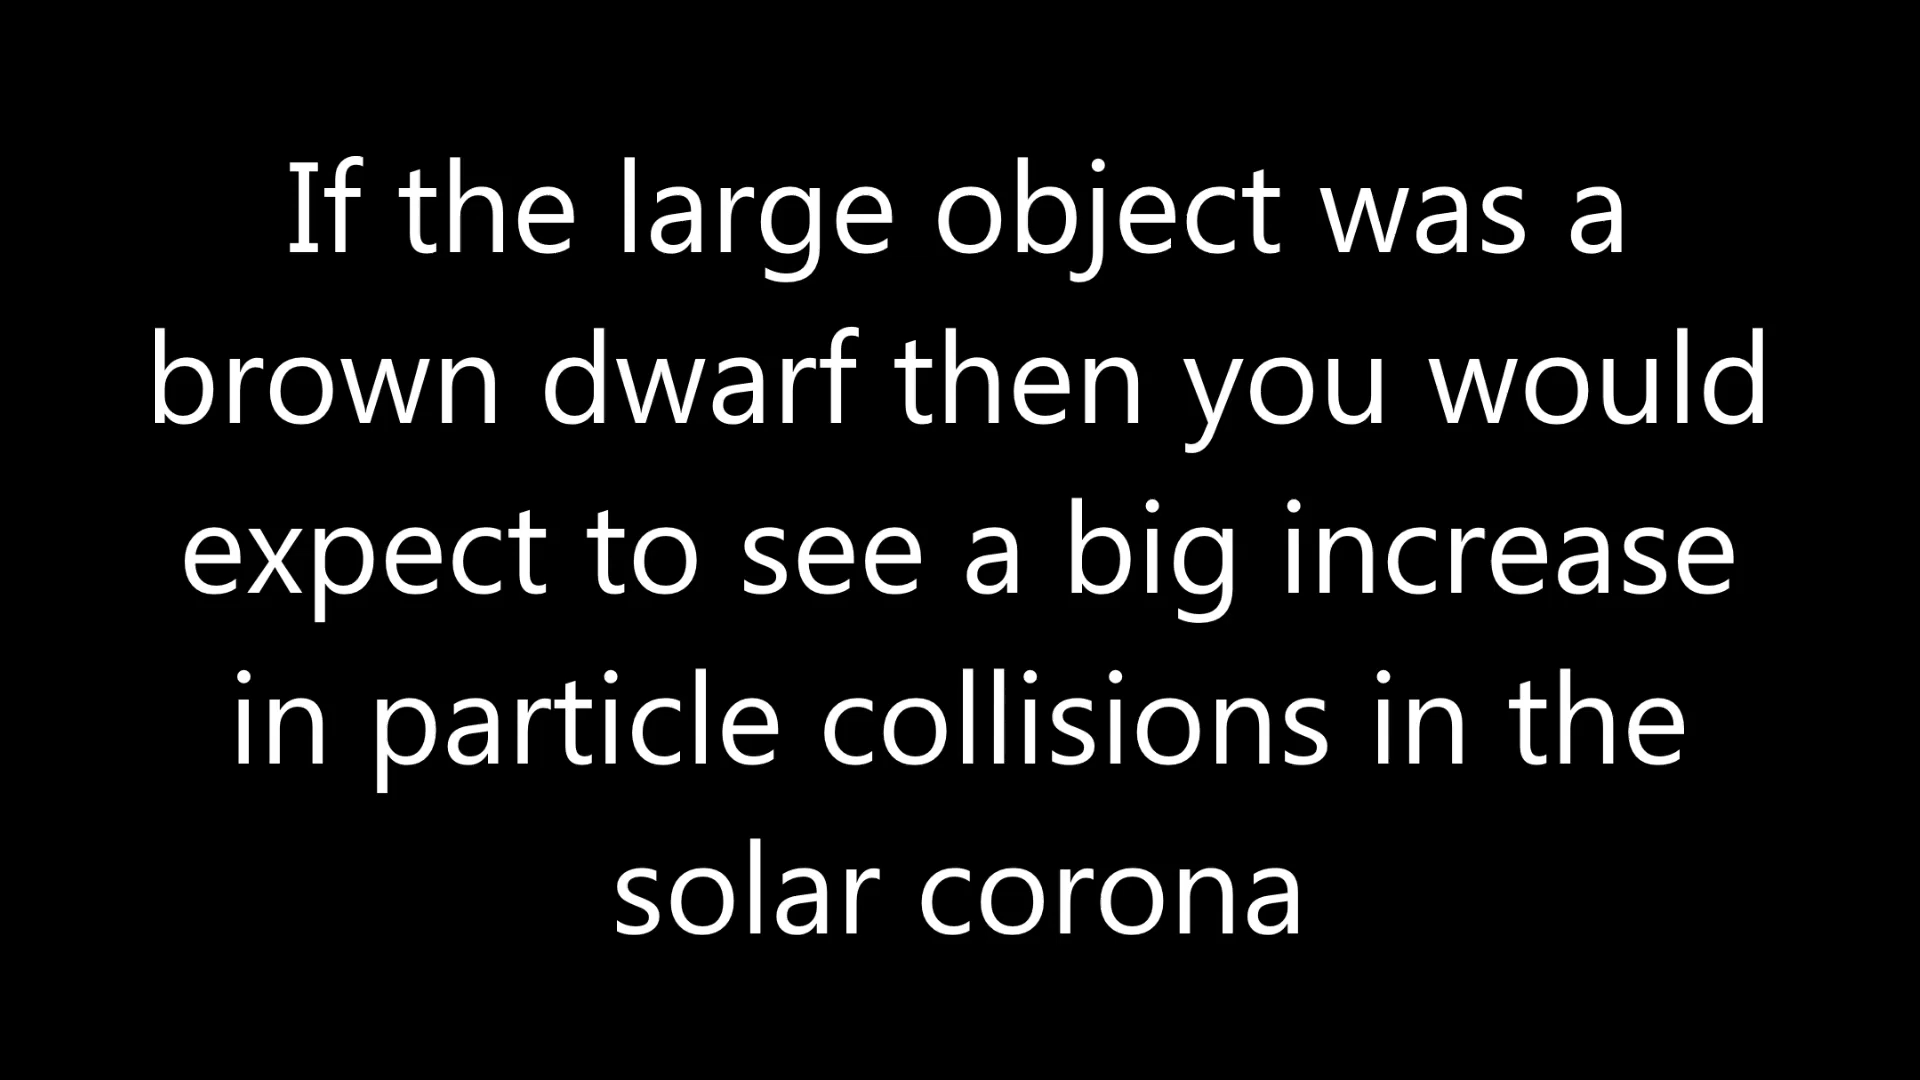 If the large object was a
brown dwarf then you would
expect to see a big increase
in particle collisions in the
solar corona